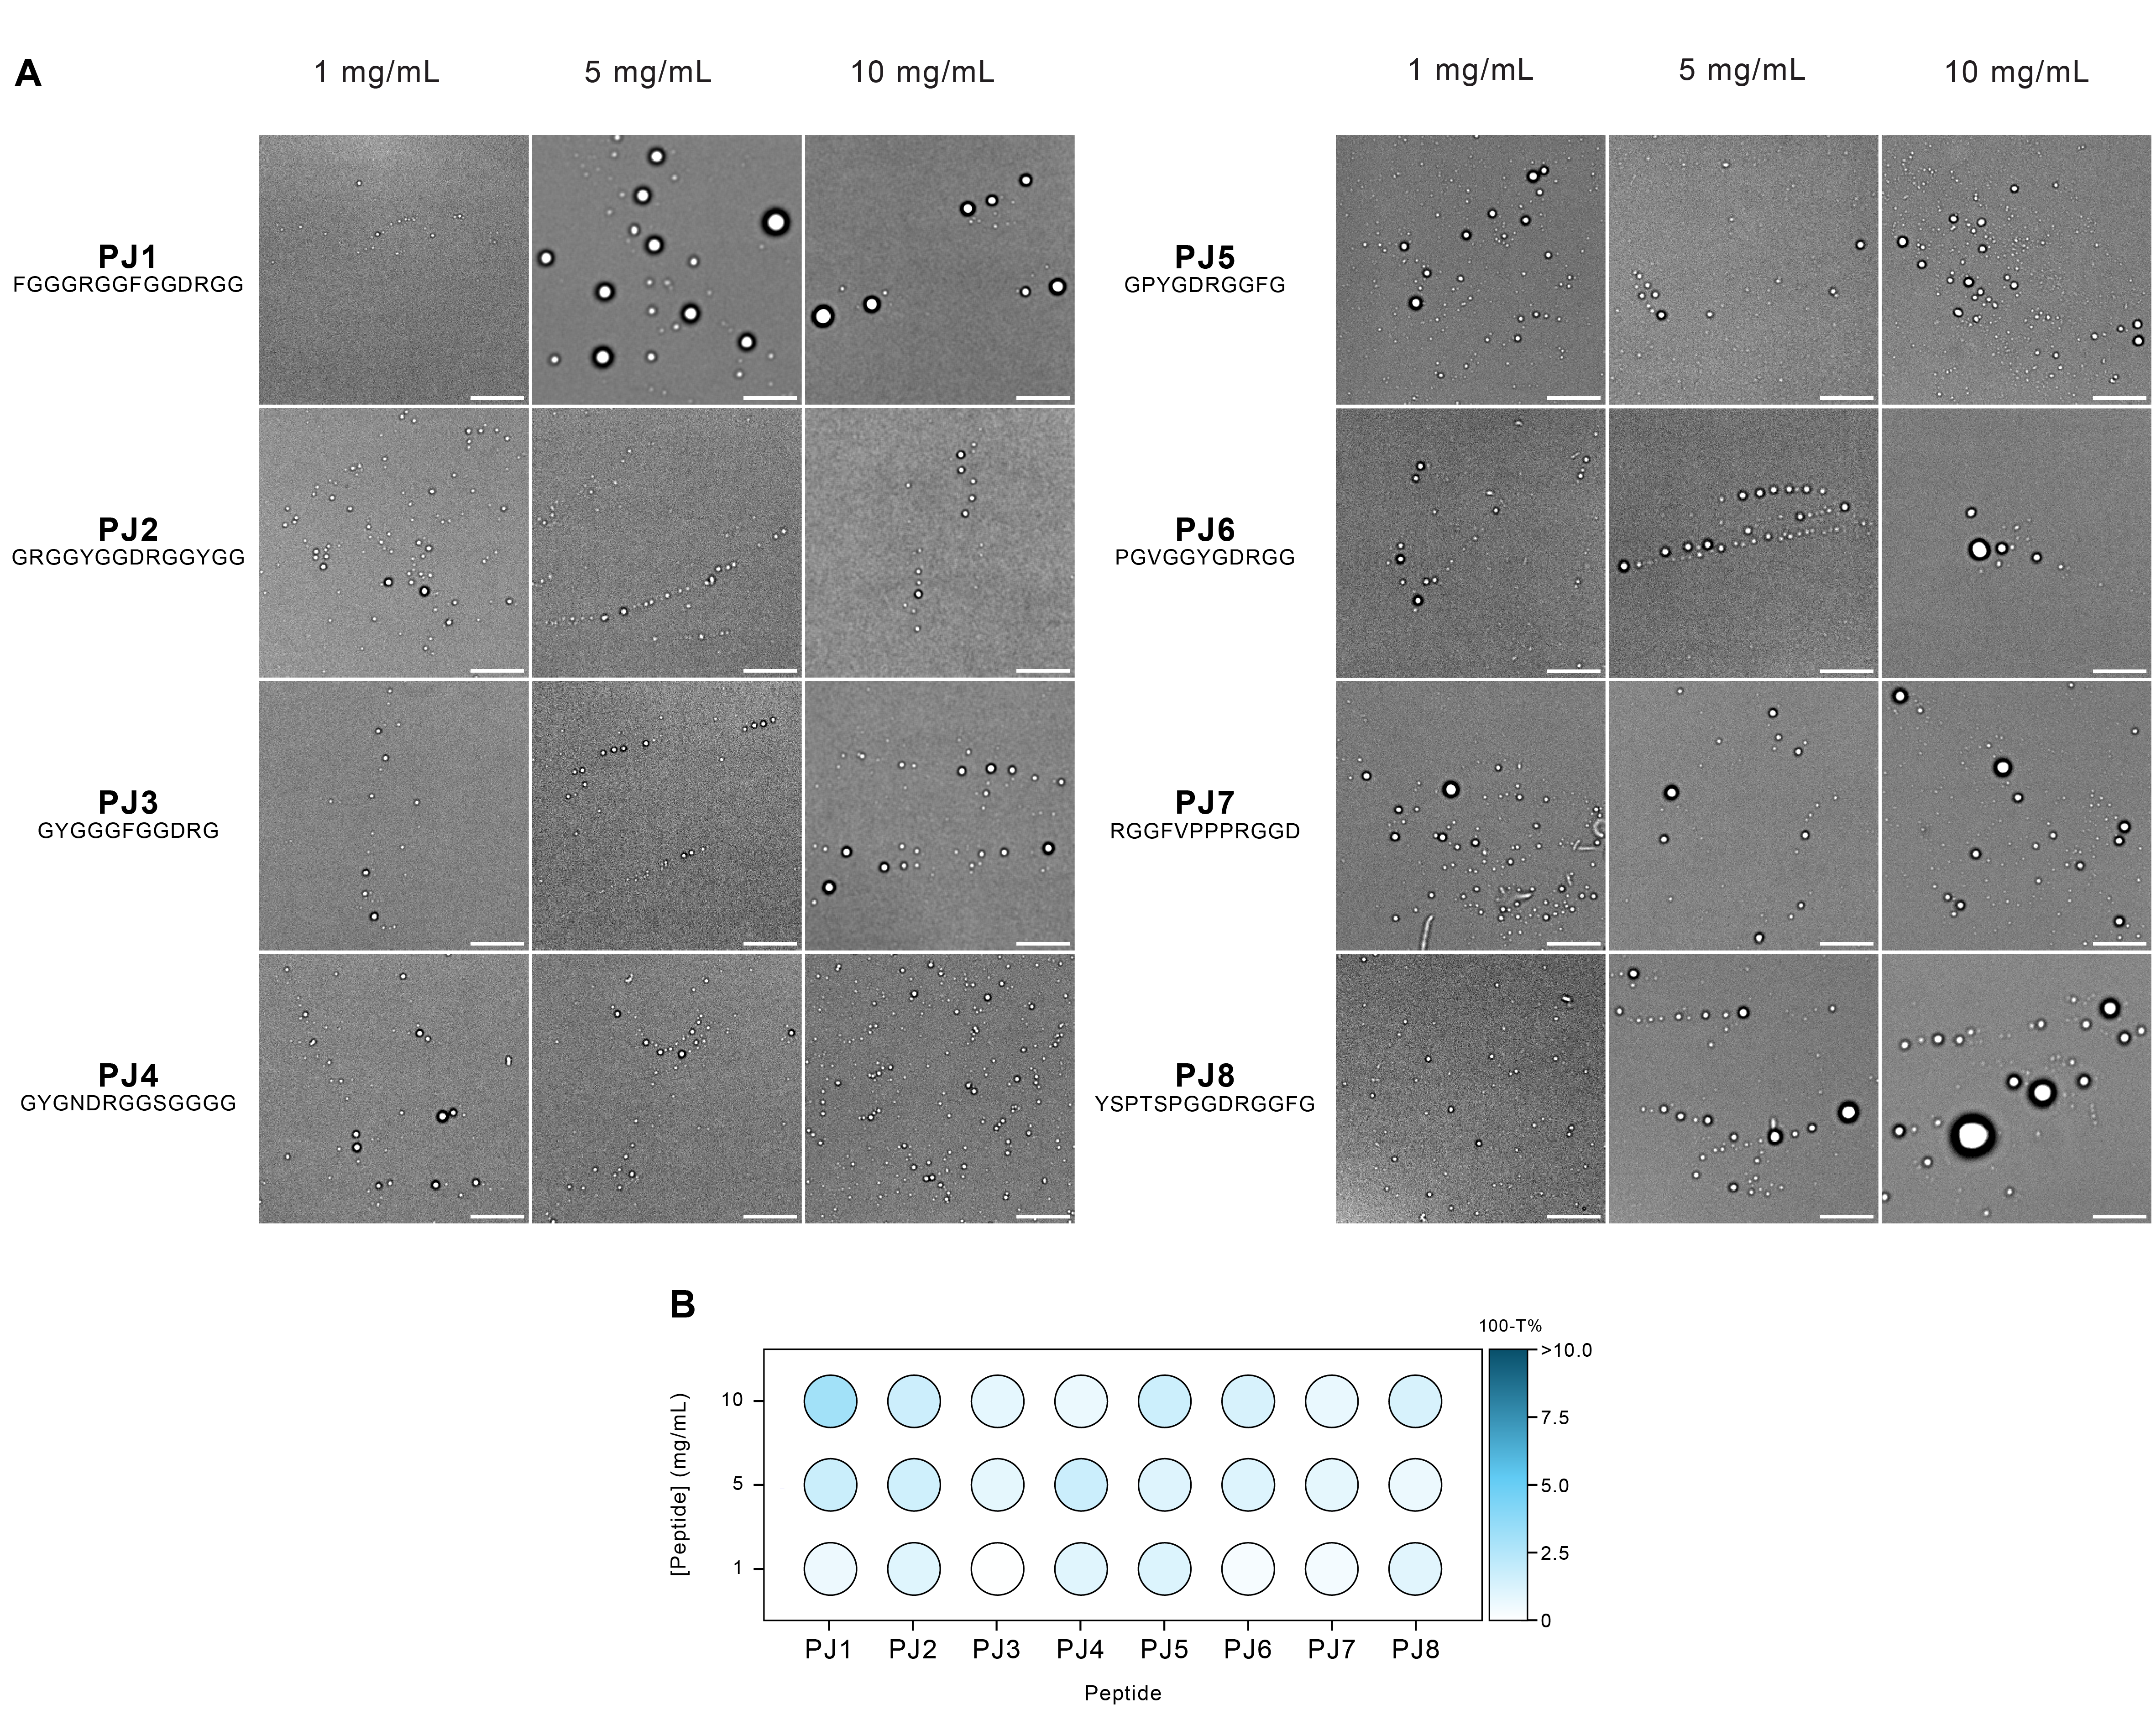 A
1 mg/mL 5 mg/mL 10 mg/mL 1 mg/mL 5 mg/mL 10 mg/mL
PJ1
FGGGRGGFGGDRGG
PJ5
GPYGDRGGFG
PJ2
GRGGYGGDRGGYGG
PJ6
PGVGGYGDRGG
PJ3
GYGGGFGGDRG
PJ7
RGGFVPPPRGGD
PJ4
GYGNDRGGSGGGG
PJ8
YSPTSPGGDRGGFG
B
100-T%
>10.0
7.5
5.0
2.5
0
[Peptide] (mg/mL)
10
5
1
PJ1 PJ2 PJ3 PJ4 PJ5 PJ6 PJ7 PJ8
Peptide